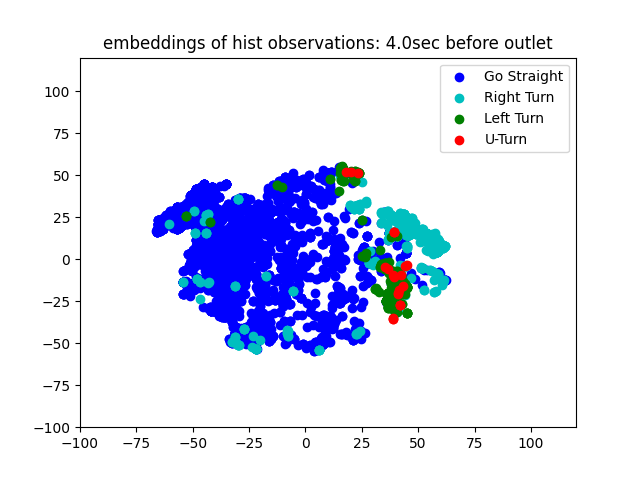 embeddings of hist observations: 4.0sec before outlet
Go Straight
Right Turn
Left Turn
U-Turn
100
75
50
25
0
−25
−50
−75
−100
−100 −75 −50 −25 0 25 50 75 100